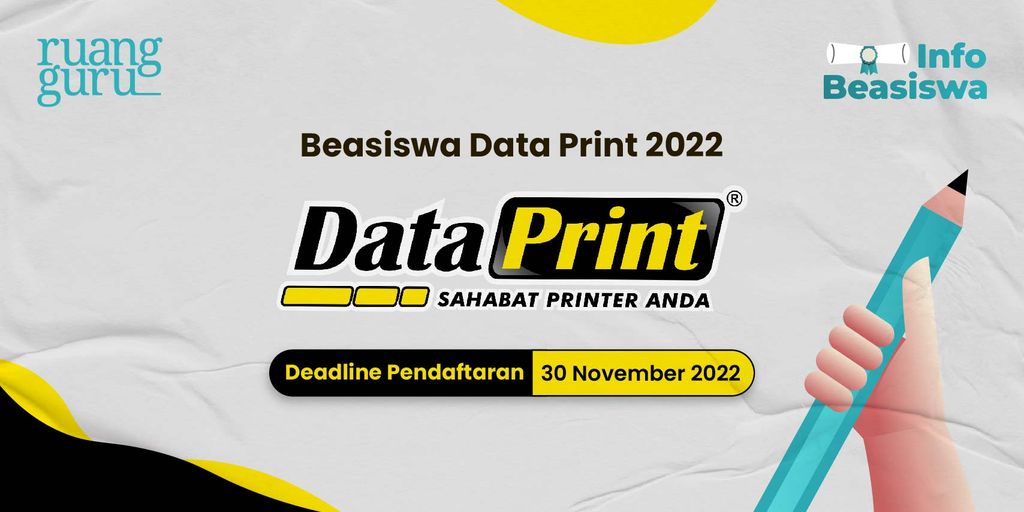 ruang
guru
Info
Beasiswa
Beasiswa Data Print 2022
Data Print ®
SAHABAT PRINTER ANDA
Deadline Pendaftaran 30 November 2022